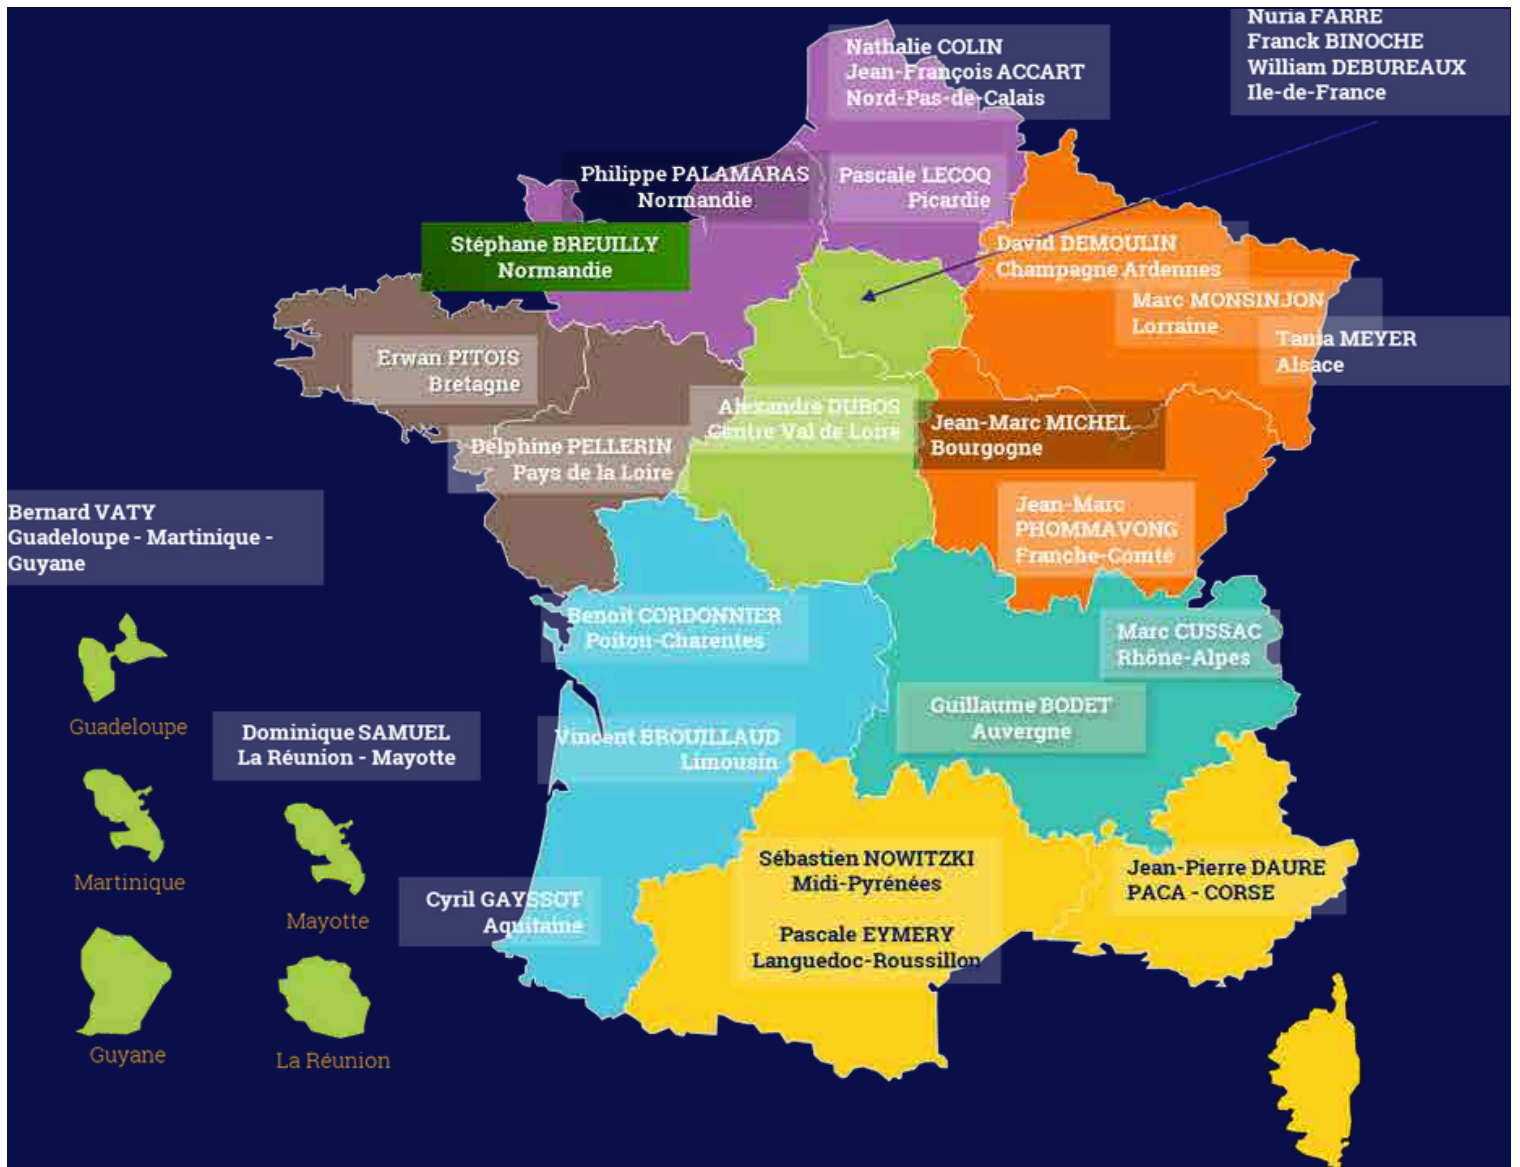 Nuria FARRE
Franck BINOCHE
William DEBUREAUX
Ile-de-France
Nathalie COLIN
Jean-François ACCART
Nord-Pas-de-Calais
Philippe PALAMARAS
Normandie
Pascale LECOQ
Picardie
Stéphane BREUILLY
Normandie
David DEMOULIN
Champagne Ardennes
Marc MONSINJON
Lorraine
Tania MEYER
Alsace
Erwan PITOIS
Bretagne
Alexandre DUBOS
Centre Val de Loire
Jean-Marc MICHEL
Bourgogne
Delphine PELLERIN
Pays de la Loire
Jean-Marc
PHOMMAVONG
Franche-Comté
Bernard VATY
Guadeloupe - Martinique -
Guyane
Benoît CORDONNIER
Poitou-Charentes
Marc CUSSAC
Rhône-Alpes
Guillaume BODET
Auvergne
Guadeloupe
Dominique SAMUEL
La Réunion - Mayotte
Vincent BROUILLAUD
Limousin
Sébastien NOWITZKI
Midi-Pyrénées
Jean-Pierre DAURE
PACA - CORSE
Martinique
Mayotte
Cyril GAYSSOT
Aquitaine
Pascale EYMERY
Languedoc-Roussillon
Guyane
La Réunion